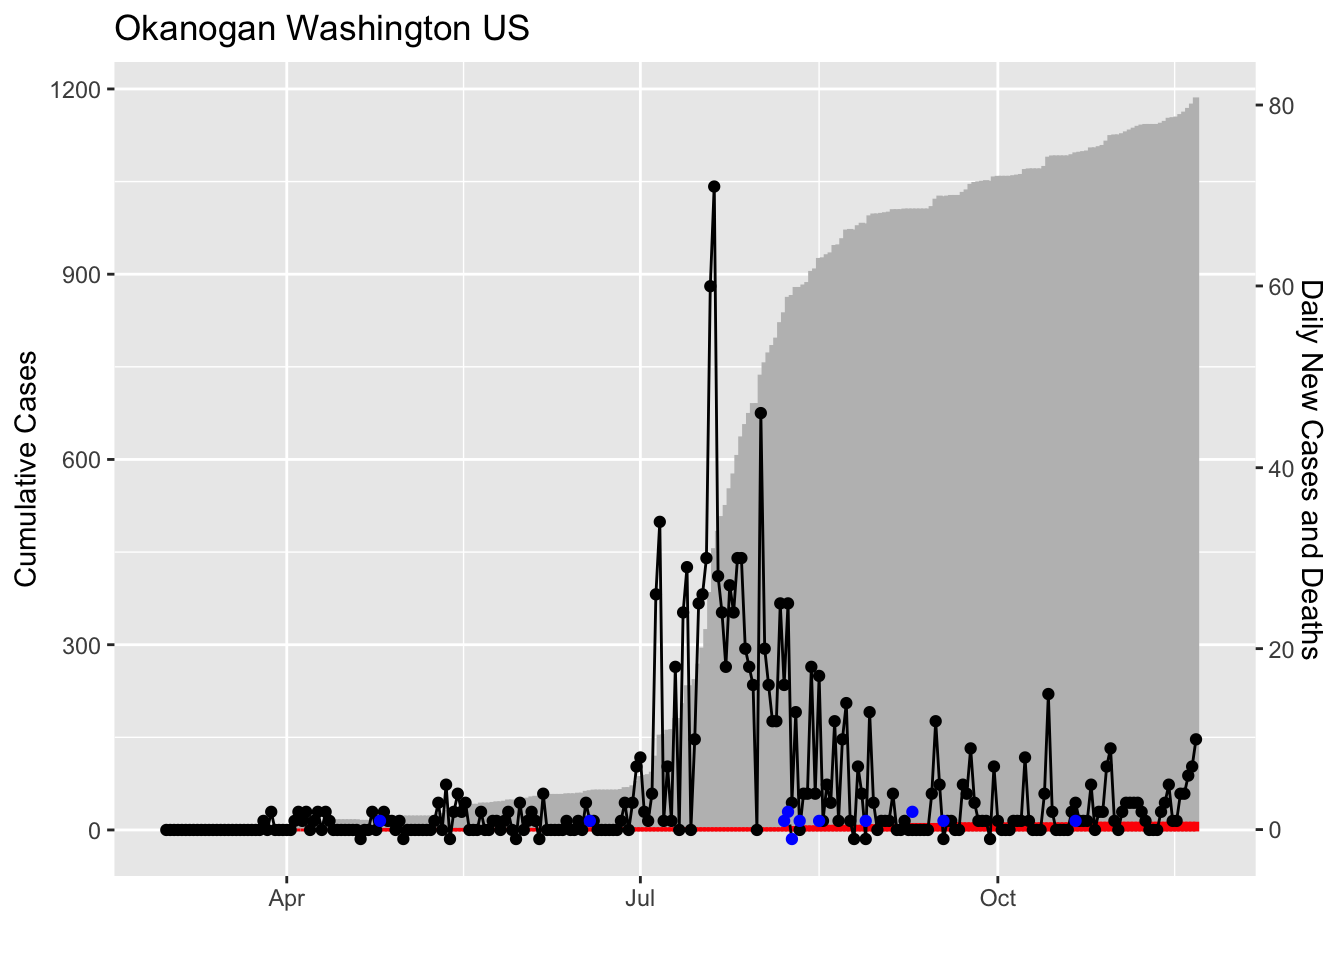 Okanogan Washington US
1200
900
600
300
0
Cumulative Cases
80
60
40
20
0
Daily New Cases and Deaths
Apr
Jul
Oct